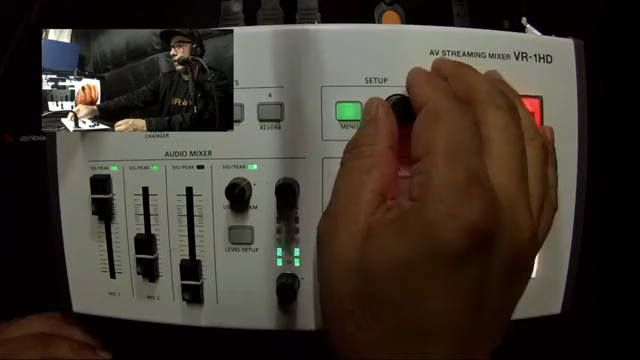 AV STREAMING MIXER VR-1HD
SETUP
4
MENU
REVERB
CHANGER
AUDIO MIXER
SIG/PEAK SIG/PEAK SIG/PEAK SIG/PEAK
LEVEL SETUP
MIC 1 MIC 2